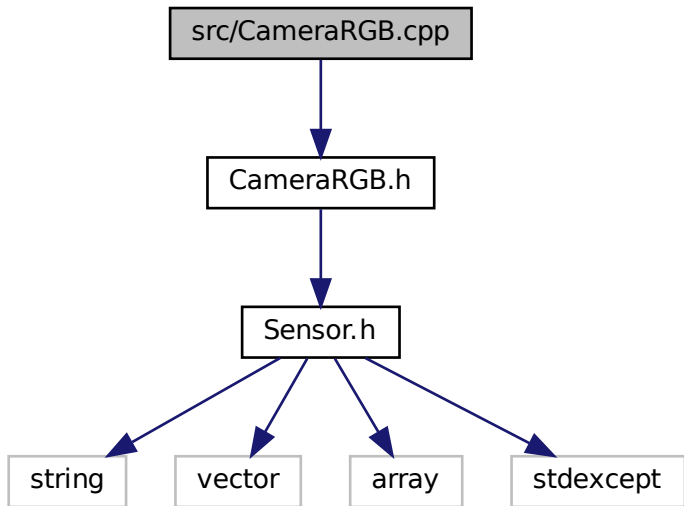 src/CameraRGB.cpp
CameraRGB.h
Sensor.h
string
vector
array
stdexcept